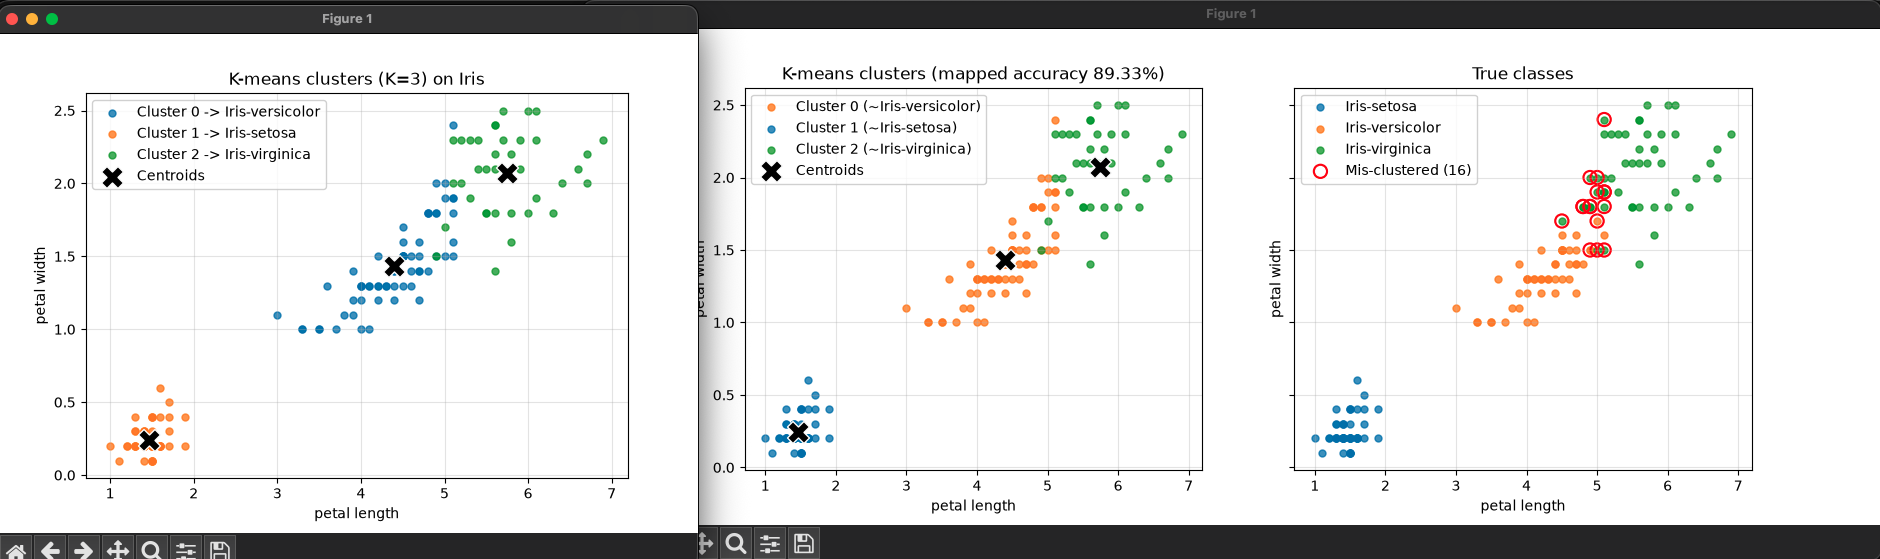 Figure 1
K-means clusters (K=3) on Iris
Cluster 0 -> Iris-versicolor
Cluster 1 -> Iris-setosa
Cluster 2 -> Iris-virginica
Centroids
2.5
2.0
1.5
1.0
0.5
0.0
petal width
1 2 3 4 5 6 7
petal length
Figure 1
K-means clusters (mapped accuracy 89.33%)
Cluster 0 (~Iris-versicolor)
Cluster 1 (~Iris-setosa)
Cluster 2 (~Iris-virginica)
Centroids
2.5
2.0
1.5
1.0
0.5
0.0
petal width
1 2 3 4 5 6 7
petal length
True classes
Iris-setosa
Iris-versicolor
Iris-virginica
Mis-clustered (16)
petal width
1 2 3 4 5 6 7
petal length